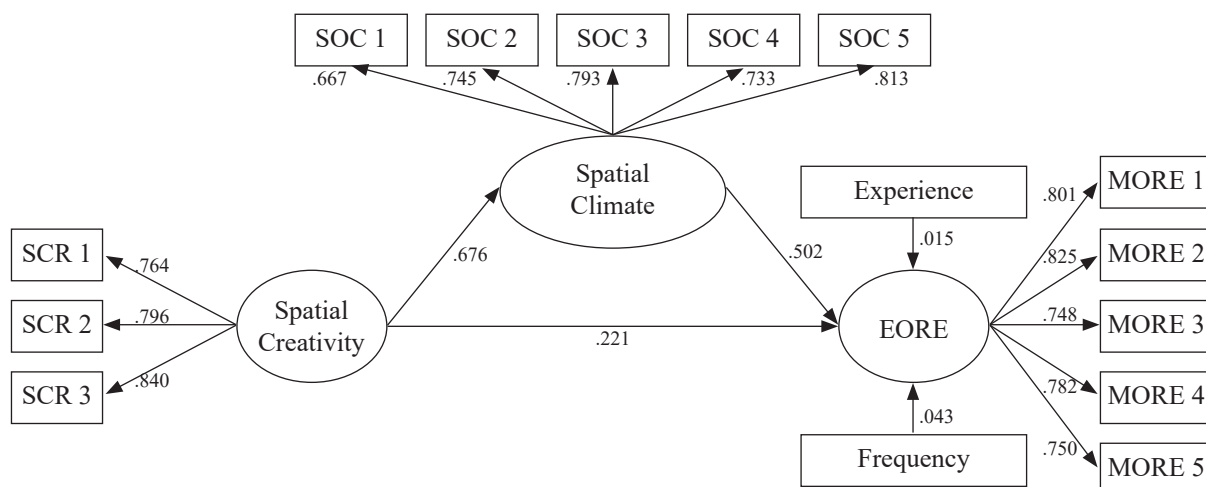 SOC 1
SOC 2
SOC 3
SOC 4
SOC 5
.667
.745
.793
.733
.813
Spatial
Climate
Experience
.015
MORE 1
.801
MORE 2
.825
MORE 3
.748
MORE 4
.782
MORE 5
.750
SCR 1
.764
SCR 2
.796
SCR 3
.840
Spatial
Creativity
.676
.502
.221
EORE
.043
Frequency